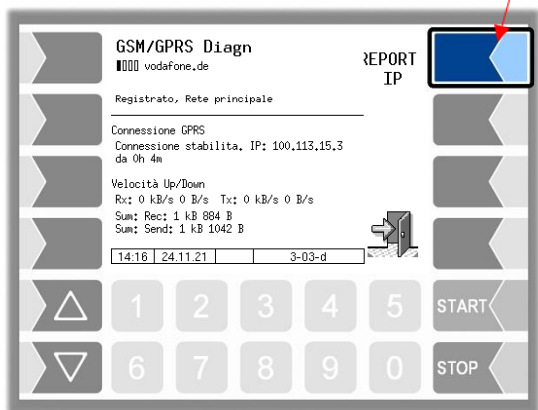 GSM/GPRS Diagn
vodafone.de
REPORT
IP
Registrato, Rete principale
Connessione GPRS
Connessione stabilita. IP: 100.113.15.3
da 0h 4m
Velocità Up/Down
Rx: 0 kB/s 0 B/s Tx: 0 kB/s 0 B/s
Sum: Rec: 1 kB 884 B
Sum: Send: 1 kB 1042 B
14:16 24.11.21 3-03-d
1 2 3 4 5 START
6 7 8 9 0 STOP